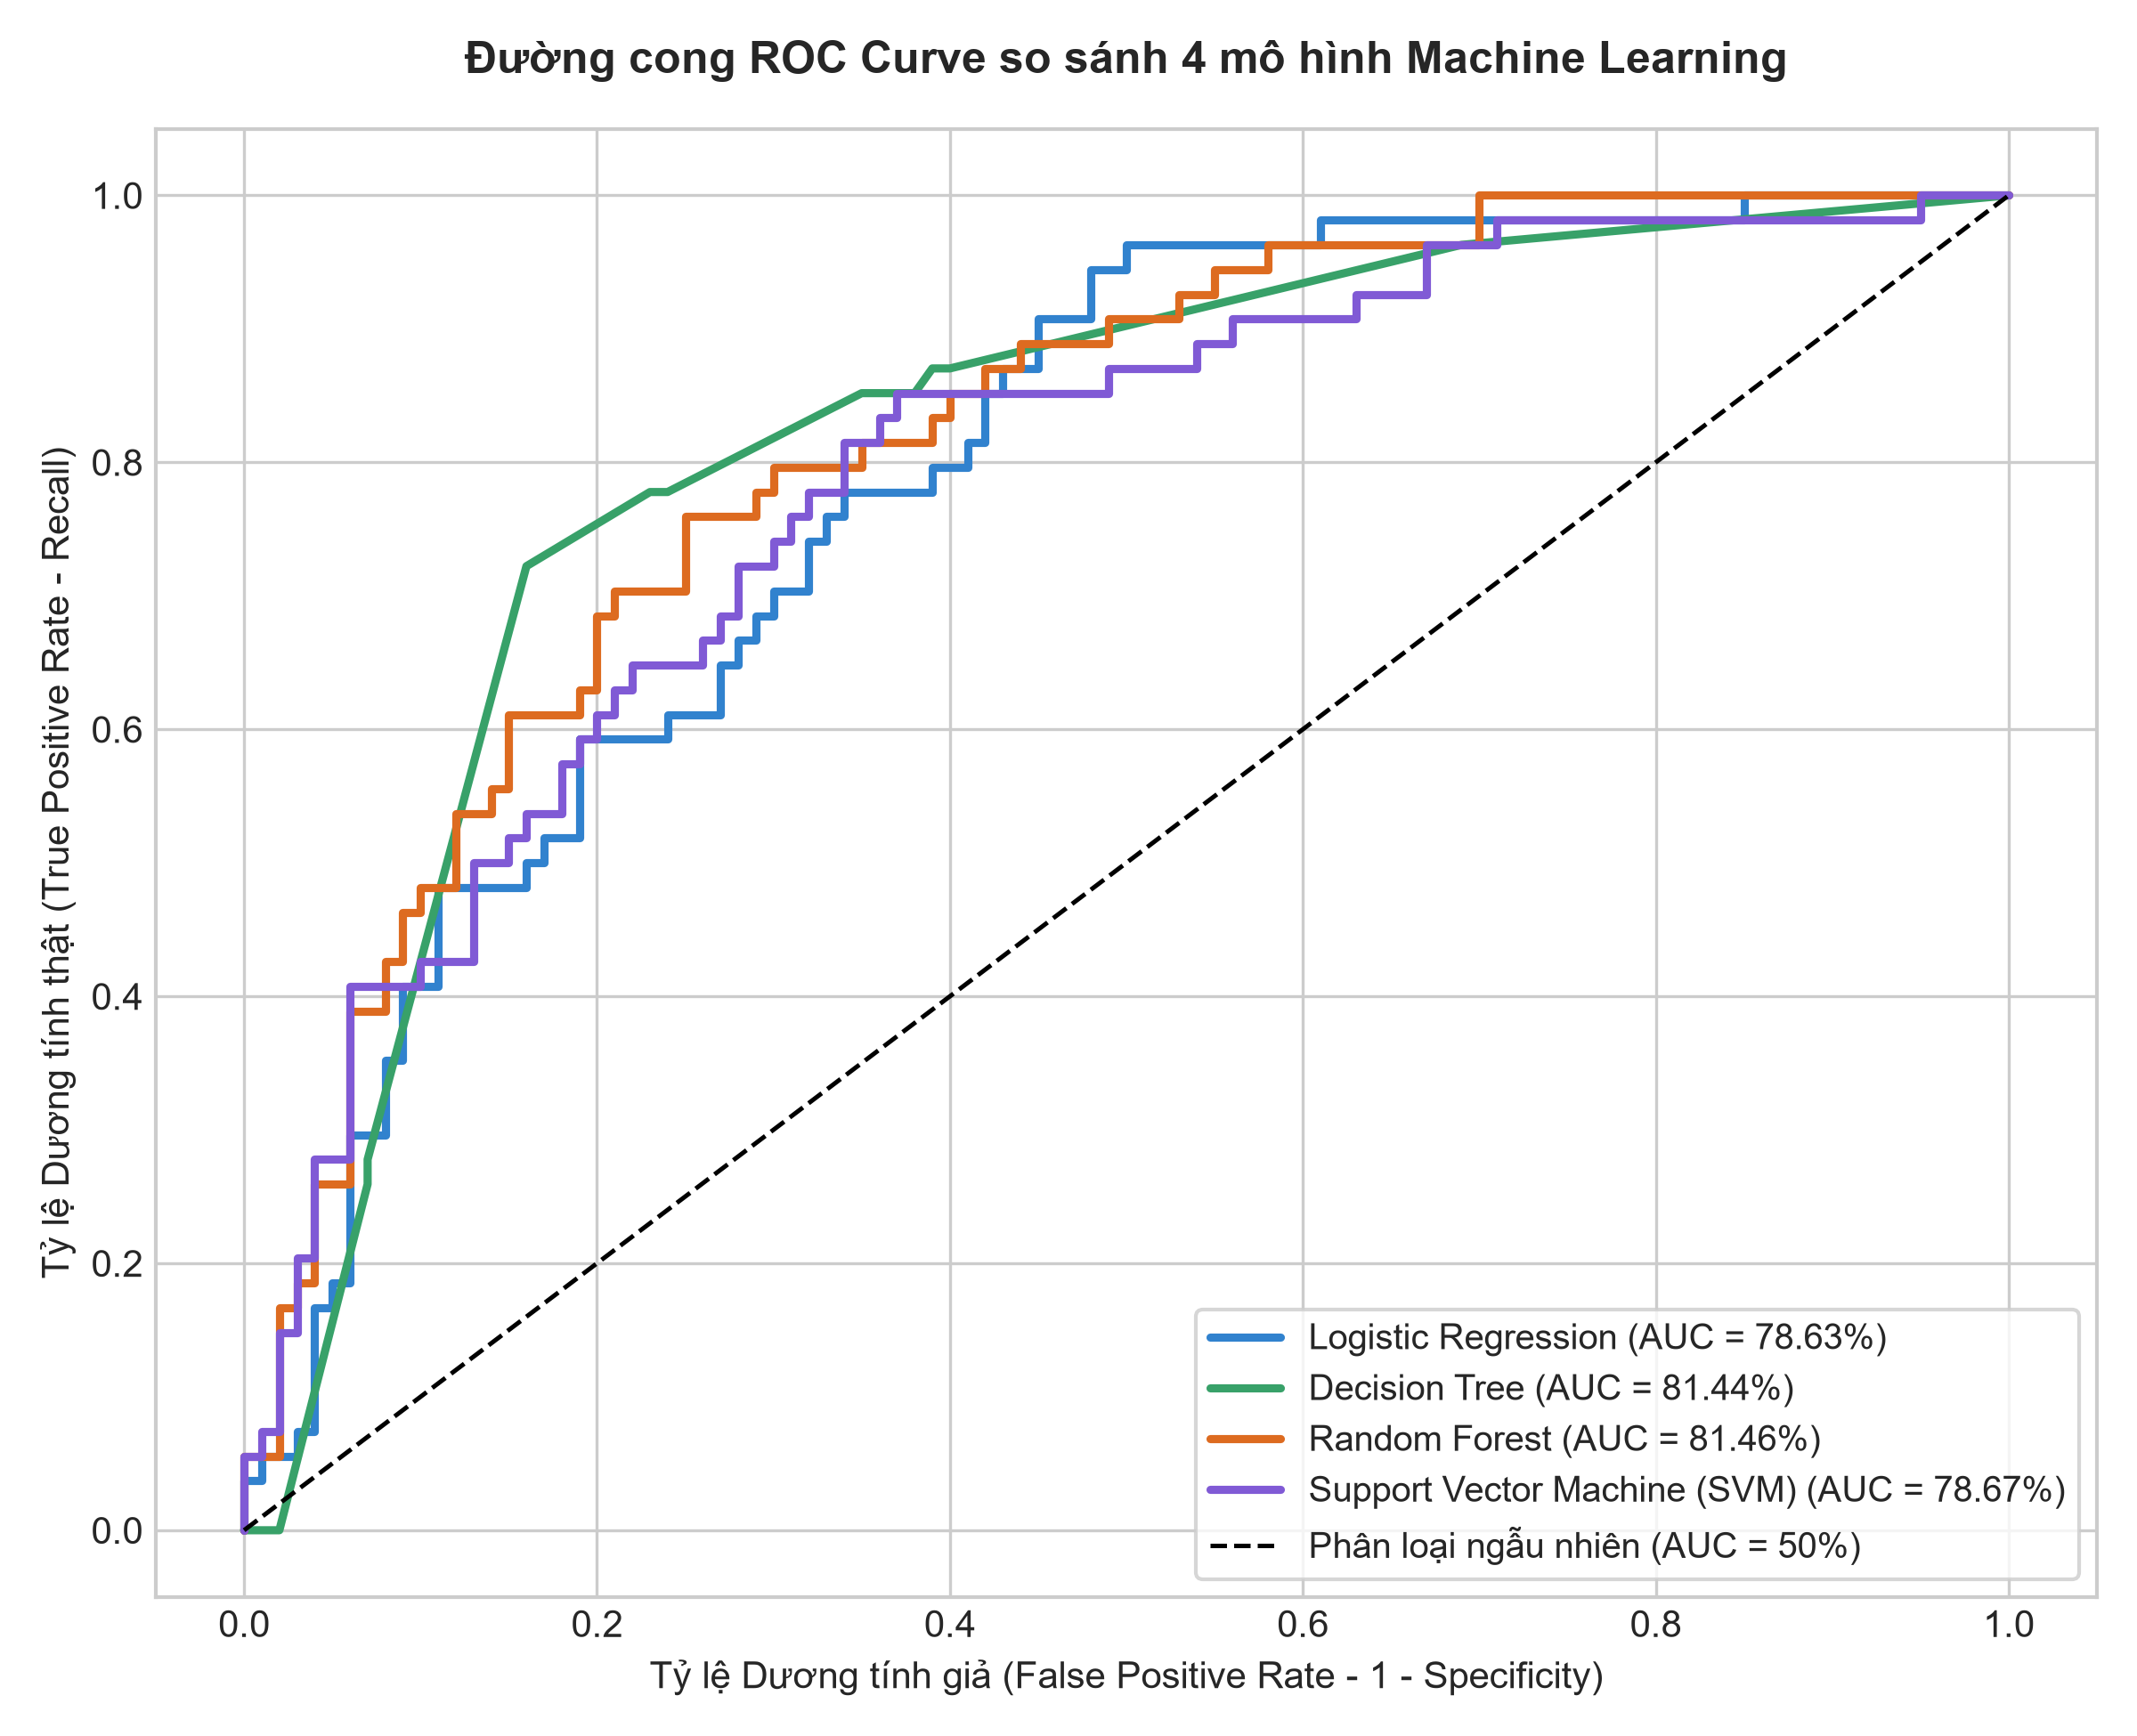 Đường cong ROC Curve so sánh 4 mô hình Machine Learning
Tỷ lệ Dương tính thật (True Positive Rate - Recall)
1.0
0.8
0.6
0.4
0.2
0.0
Logistic Regression (AUC = 78.63%)
Decision Tree (AUC = 81.44%)
Random Forest (AUC = 81.46%)
Support Vector Machine (SVM) (AUC = 78.67%)
Phân loại ngẫu nhiên (AUC = 50%)
0.0 0.2 0.4 0.6 0.8 1.0
Tỷ lệ Dương tính giả (False Positive Rate - 1 - Specificity)